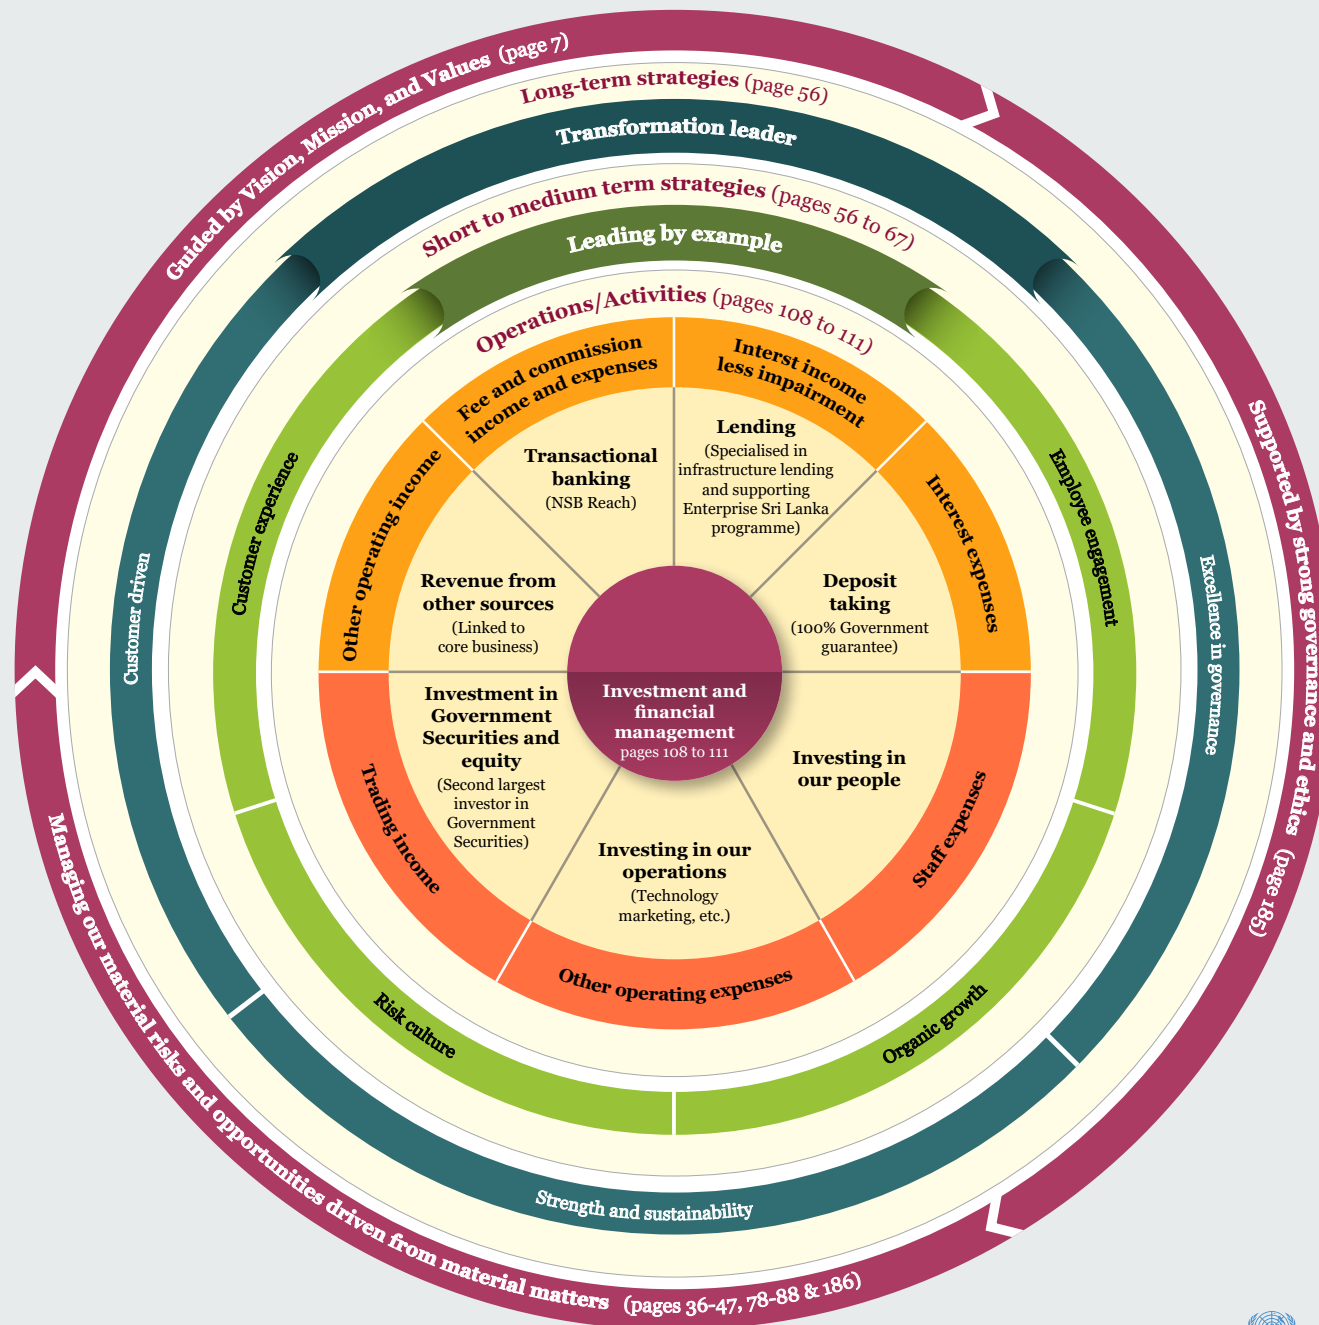 Guided by Vision, Mission, and Values (page 7)
Long-term strategies (page 56)
Transformation leader
Short to medium term strategies (pages 56 to 67)
Leading by example
Operations/Activities (pages 108 to 111)
Fee and commission
income and expenses
Interst income
less impairment
Other operating income
Interest expenses
Transactional
banking
(NSB Reach)
Lending
(Specialised in
infrastructure lending
and supporting
Enterprise Sri Lanka
programme)
Revenue from
other sources
(Linked to
core business)
Deposit
taking
(100% Government
guarantee)
Customer driven
Customer experience
Employee engagement
Excellence in governance
Supported by strong governance and ethics (page 185)
Investment and
financial
management
pages 108 to 111
Investment in
Government
Securities and
equity
(Second largest
investor in
Government
Securities)
Investing in
our people
Investing in our
operations
(Technology
marketing, etc.)
Trading income
Staff expenses
Other operating expenses
Risk culture
Organic growth
Strength and sustainability
Managing our material risks and opportunities driven from material matters (pages 36-47, 78-88 & 186)